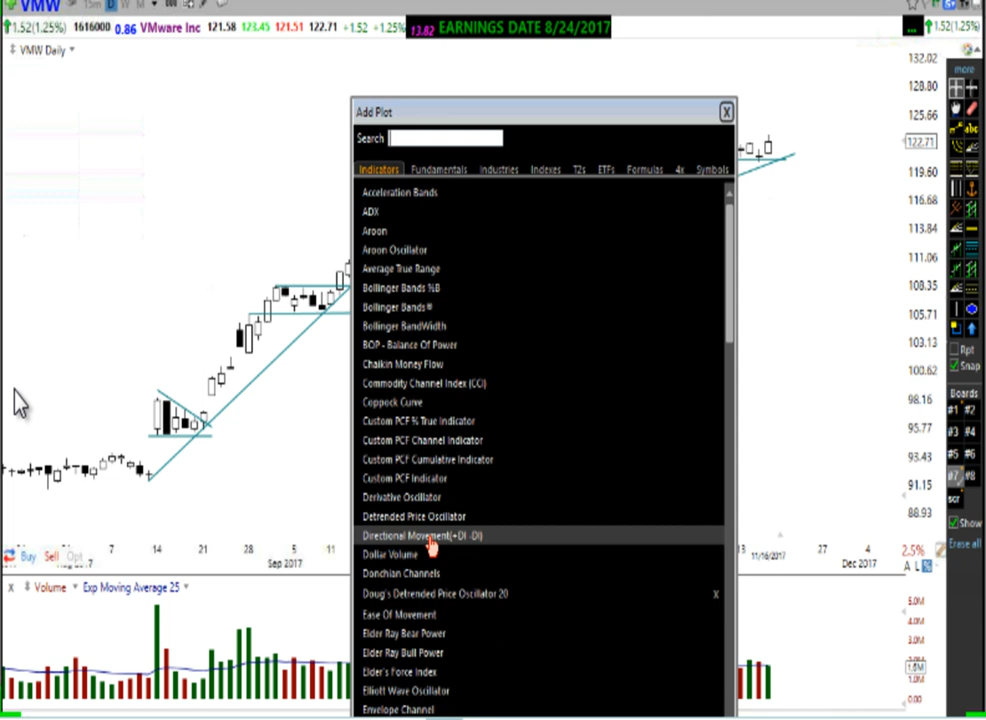 VMW 15m D W M
1.52(1.25%) 1616000 0.86 VMware Inc 121.58 123.45 121.51 122.71 +1.52 +1.25% 13.82 EARNINGS DATE 8/24/2017 ... 1.52(1.25%)
VMW Daily
Add Plot X
Search
Indicators Fundamentals Industries Indexes T2s ETFs Formulas 4x Symbols
Acceleration Bands
ADX
Aroon
Aroon Oscillator
Average True Range
Bollinger Bands %B
Bollinger Bands®
Bollinger BandWidth
BOP - Balance Of Power
Chaikin Money Flow
Commodity Channel Index (CCI)
Coppock Curve
Custom PCF % True Indicator
Custom PCF Channel Indicator
Custom PCF Cumulative Indicator
Custom PCF Indicator
Derivative Oscillator
Detrended Price Oscillator
Directional Movement(+DI -DI)
Dollar Volume
Donchian Channels
Doug's Detrended Price Oscillator 20 X
Ease Of Movement
Elder Ray Bear Power
Elder Ray Bull Power
Elder's Force Index
Elliott Wave Oscillator
Envelope Channel
132.02
128.80
125.66
122.71
119.60
116.68
113.84
111.06
108.35
105.71
103.13
100.62
98.16
95.77
93.43
91.15
88.93
2.5%
A L %
more
abc
Rpt
Snap
Boards
#1 #2
#3 #4
#5 #6
#7 #8
scr
Show
Erase all
Buy Sell Opt
7 14 21 28 5 11 13 11/16/2017 27 4
Sep 2017 Dec 2017
X Volume Exp Moving Average 25
5.0M
4.0M
3.0M
1.6M
1.0M
0.00